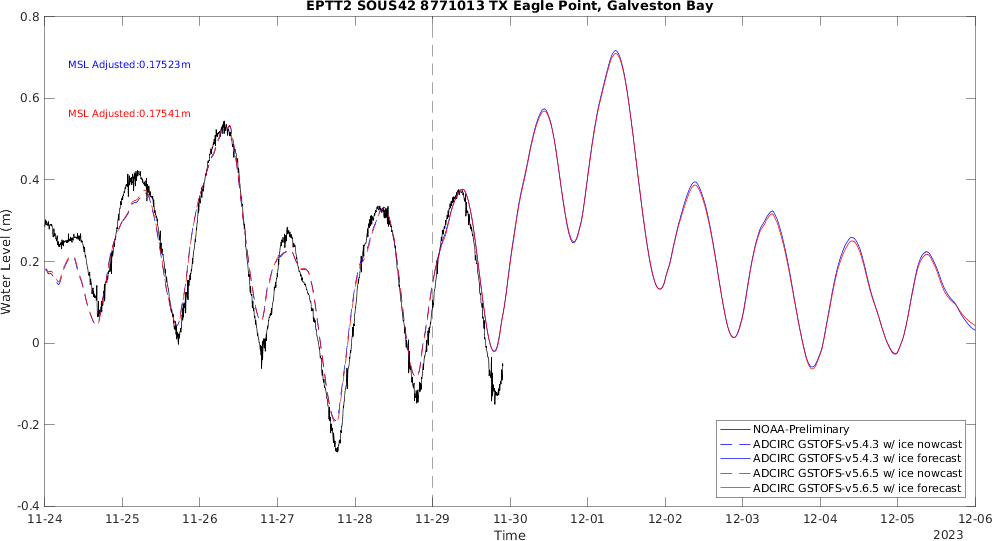 EPTT2 SOUS42 8771013 TX Eagle Point, Galveston Bay
MSL Adjusted:0.17523m
MSL Adjusted:0.17541m
Water Level (m)
0.8
0.6
0.4
0.2
0
-0.2
-0.4
NOAA-Preliminary
ADCIRC GSTOFS-v5.4.3 w/ ice nowcast
ADCIRC GSTOFS-v5.4.3 w/ ice forecast
ADCIRC GSTOFS-v5.6.5 w/ ice nowcast
ADCIRC GSTOFS-v5.6.5 w/ ice forecast
11-24 11-25 11-26 11-27 11-28 11-29 11-30 12-01 12-02 12-03 12-04 12-05 12-06
Time
2023